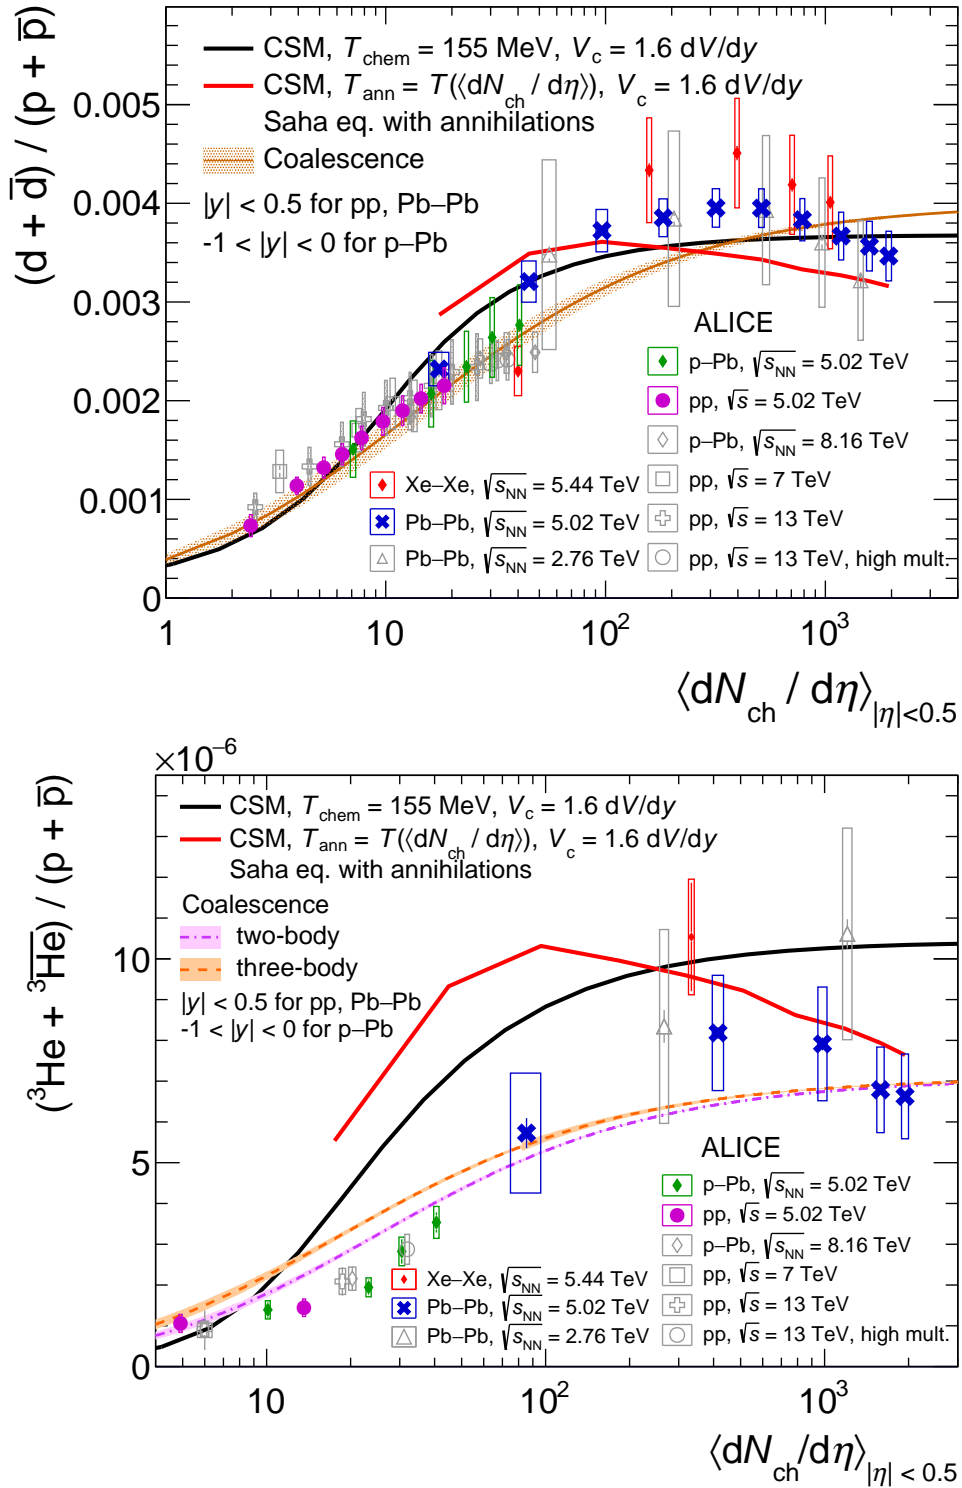 (d + d̅) / (p + p̅)
CSM, T_chem = 155 MeV, V_c = 1.6 dV/dy
CSM, T_ann = T(⟨dN_ch / dη⟩), V_c = 1.6 dV/dy
Saha eq. with annihilations
Coalescence
|y| < 0.5 for pp, Pb–Pb
-1 < |y| < 0 for p–Pb
0.005
0.004
0.003
0.002
0.001
0
ALICE
p–Pb, √s_NN = 5.02 TeV
pp, √s = 5.02 TeV
p–Pb, √s_NN = 8.16 TeV
pp, √s = 7 TeV
pp, √s = 13 TeV
pp, √s = 13 TeV, high mult.
Xe–Xe, √s_NN = 5.44 TeV
Pb–Pb, √s_NN = 5.02 TeV
Pb–Pb, √s_NN = 2.76 TeV
1 10 10² 10³
⟨dN_ch / dη⟩_|η|<0.5
×10⁻⁶
(³He + ³H̅e̅) / (p + p̅)
CSM, T_chem = 155 MeV, V_c = 1.6 dV/dy
CSM, T_ann = T(⟨dN_ch / dη⟩), V_c = 1.6 dV/dy
Saha eq. with annihilations
Coalescence
two-body
three-body
|y| < 0.5 for pp, Pb–Pb
-1 < |y| < 0 for p–Pb
10
5
0
ALICE
p–Pb, √s_NN = 5.02 TeV
pp, √s = 5.02 TeV
p–Pb, √s_NN = 8.16 TeV
pp, √s = 7 TeV
pp, √s = 13 TeV
pp, √s = 13 TeV, high mult.
Xe–Xe, √s_NN = 5.44 TeV
Pb–Pb, √s_NN = 5.02 TeV
Pb–Pb, √s_NN = 2.76 TeV
10 10² 10³
⟨dN_ch/dη⟩_|η| < 0.5